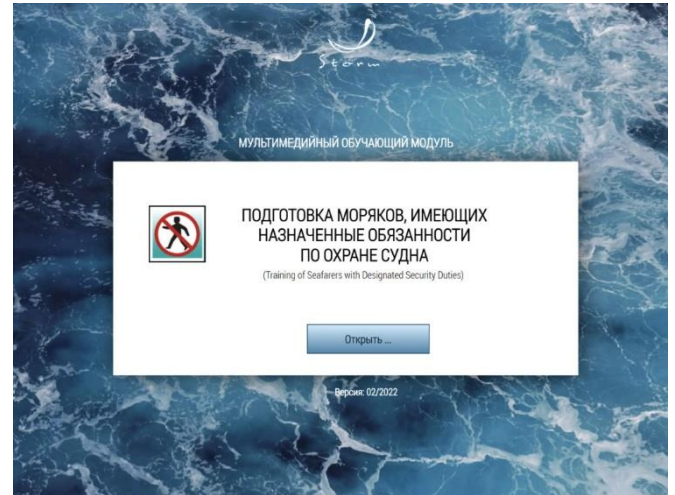 Storm
МУЛЬТИМЕДИЙНЫЙ ОБУЧАЮЩИЙ МОДУЛЬ
ПОДГОТОВКА МОРЯКОВ, ИМЕЮЩИХ
НАЗНАЧЕННЫЕ ОБЯЗАННОСТИ
ПО ОХРАНЕ СУДНА
(Training of Seafarers with Designated Security Duties)
Открыть ...
Версия: 02/2022